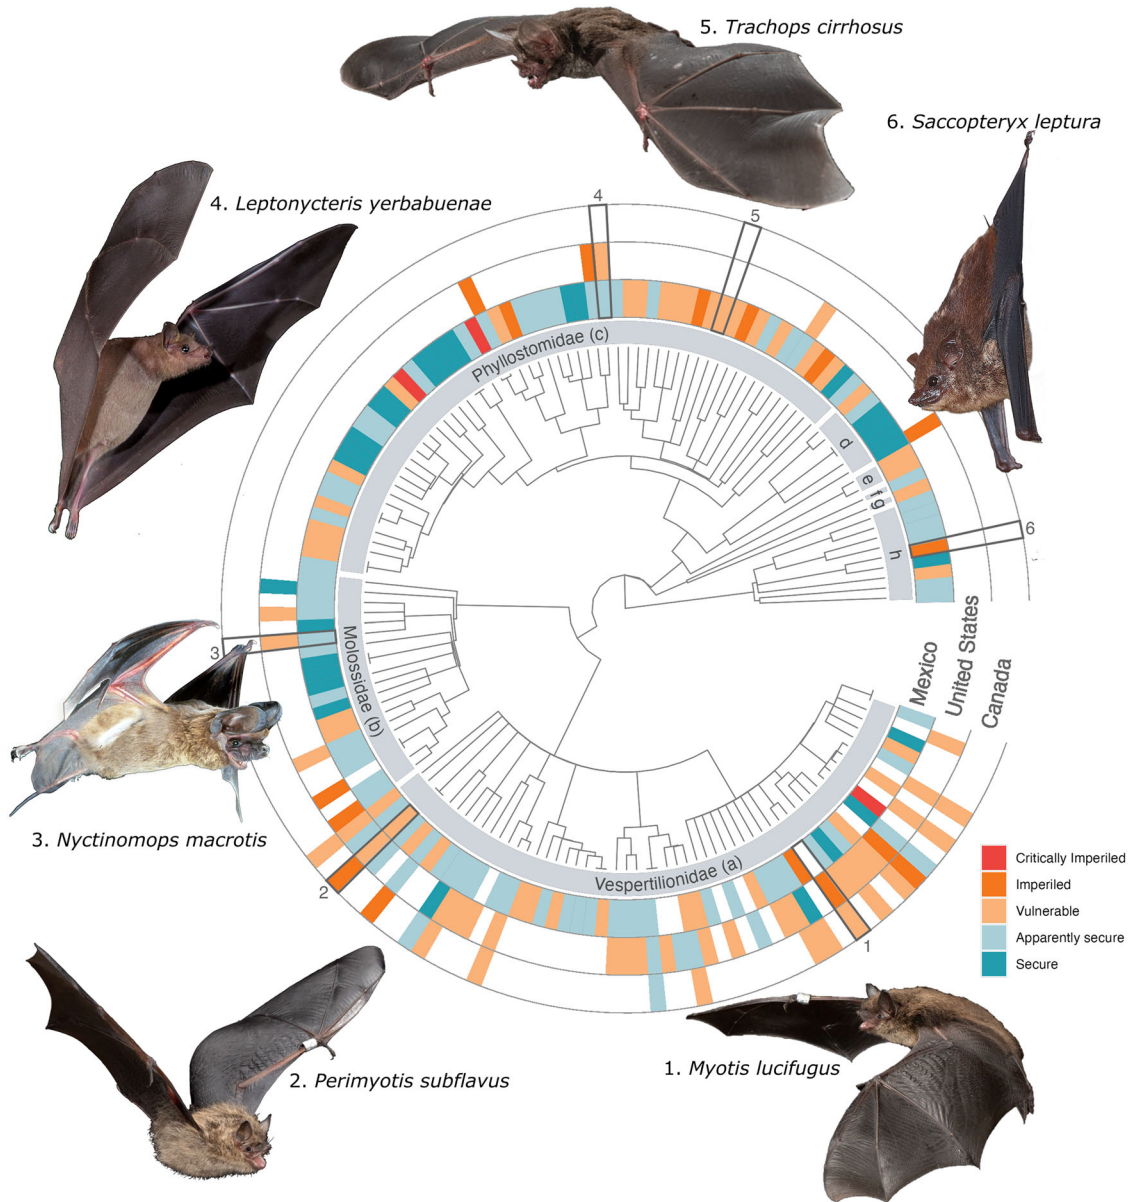 5. Trachops cirrhosus
6. Saccopteryx leptura
4. Leptonycteris yerbabuenae
4
5
Phyllostomidae (c)
d
e
f
g
h
6
3
Molossidae (b)
Mexico
United States
Canada
3. Nyctinomops macrotis
2
Vespertilionidae (a)
1
Critically Imperiled
Imperiled
Vulnerable
Apparently secure
Secure
2. Perimyotis subflavus
1. Myotis lucifugus